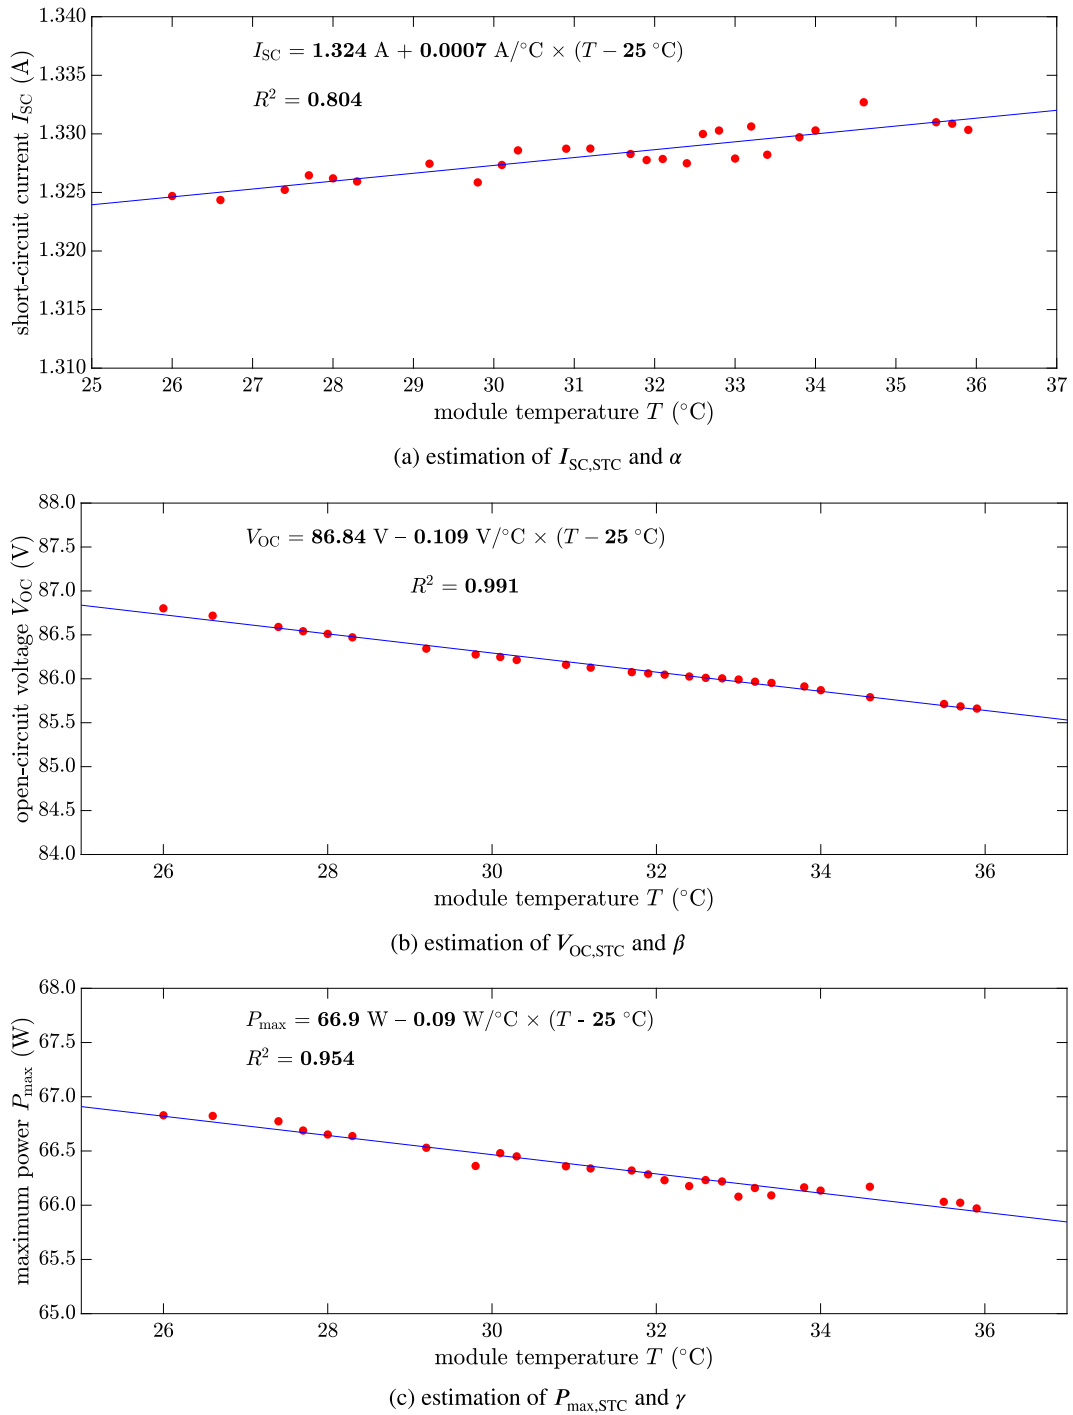 1.340
1.335
1.330
1.325
1.320
1.315
1.310
short-circuit current I_SC (A)
I_SC = 1.324 A + 0.0007 A/°C × (T − 25 °C)
R² = 0.804
25 26 27 28 29 30 31 32 33 34 35 36 37
module temperature T (°C)
(a) estimation of I_SC,STC and α
88.0
87.5
87.0
86.5
86.0
85.5
85.0
84.5
84.0
open-circuit voltage V_OC (V)
V_OC = 86.84 V – 0.109 V/°C × (T − 25 °C)
R² = 0.991
26 28 30 32 34 36
module temperature T (°C)
(b) estimation of V_OC,STC and β
68.0
67.5
67.0
66.5
66.0
65.5
65.0
maximum power P_max (W)
P_max = 66.9 W – 0.09 W/°C × (T - 25 °C)
R² = 0.954
26 28 30 32 34 36
module temperature T (°C)
(c) estimation of P_max,STC and γ